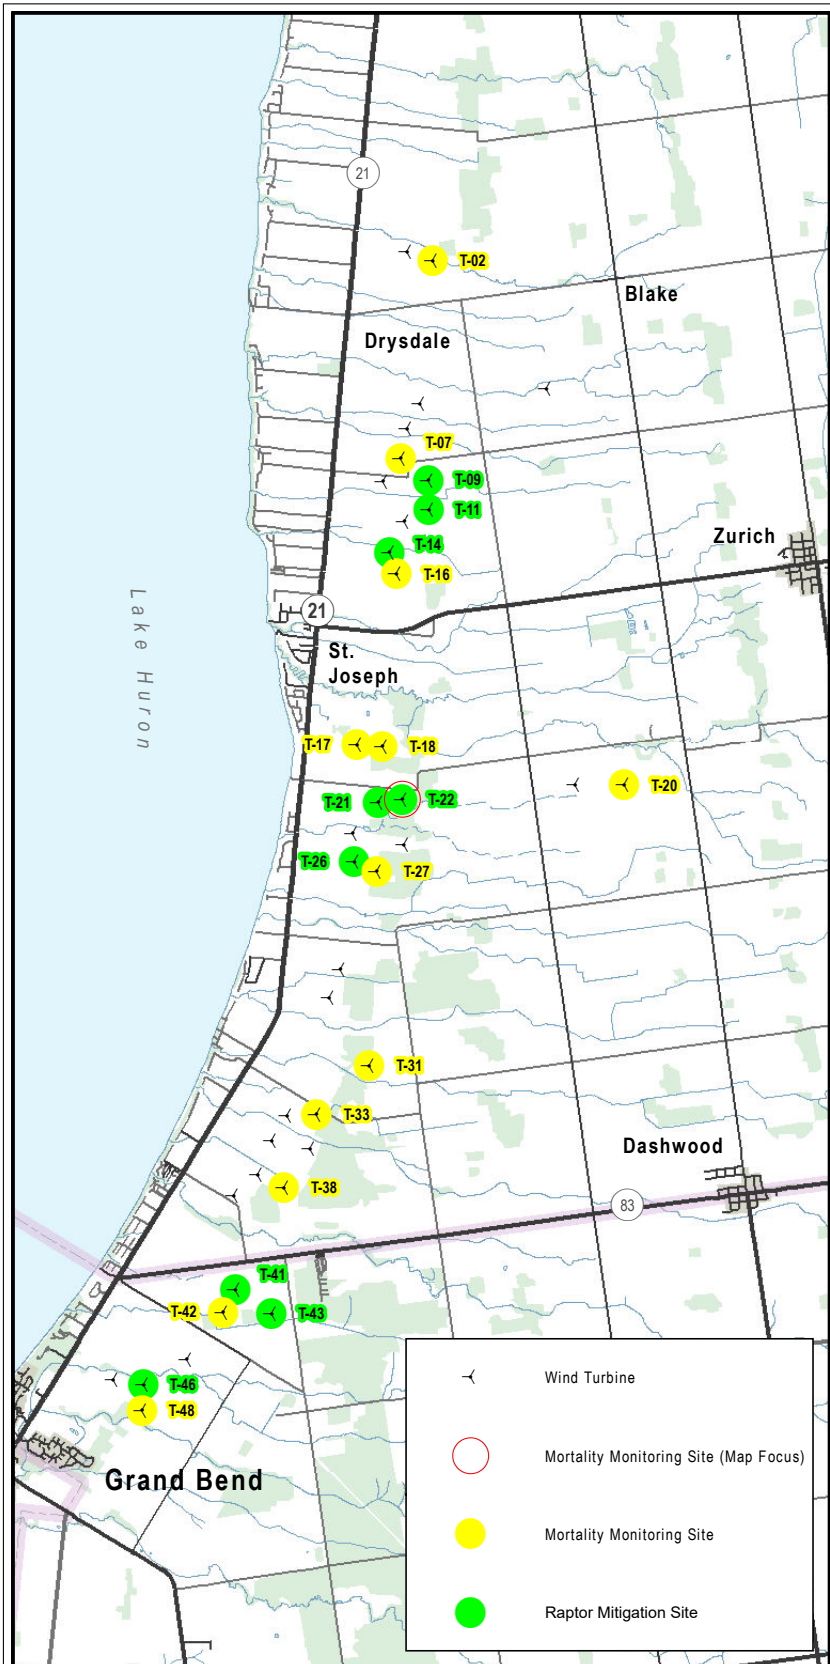 21
T-02
Blake
Drysdale
T-07
T-09
T-11
Zurich
T-14
T-16
Lake Huron
21
St.
Joseph
T-17
T-18
T-20
T-21
T-22
T-26
T-27
T-31
T-33
Dashwood
T-38
83
T-41
T-42
T-43
T-46
T-48
Grand Bend
Wind Turbine
Mortality Monitoring Site (Map Focus)
Mortality Monitoring Site
Raptor Mitigation Site